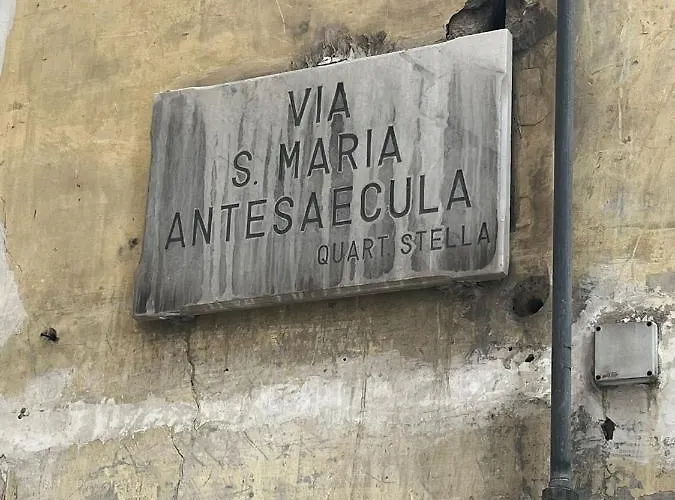 VIA
S. MARIA
ANTESAECULA
QUART. STELLA